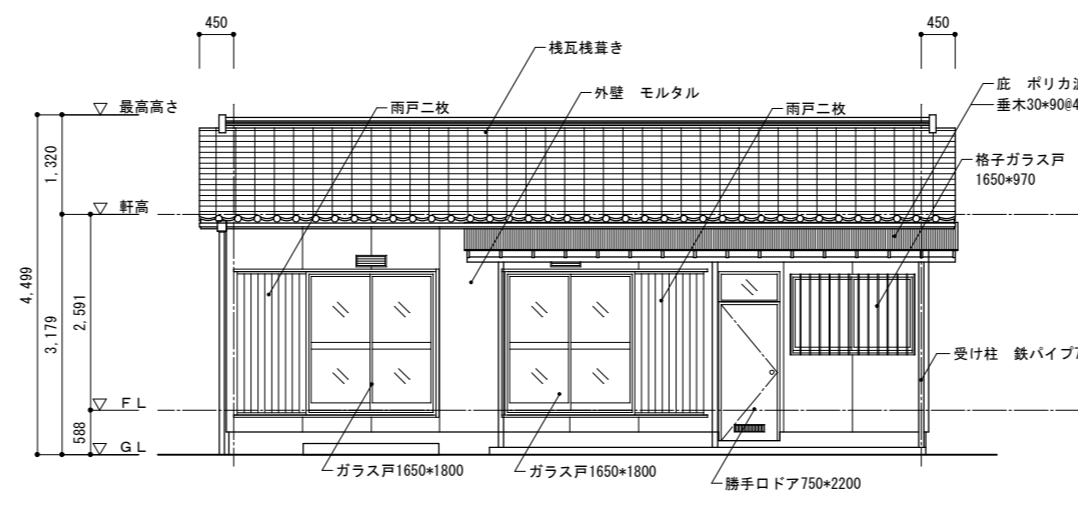 450
450
桟瓦桟葺き
庇 ポリカ
最高高さ
雨戸二枚
外壁 モルタル
雨戸二枚
垂木30*90@4
格子ガラス戸
1650*970
1,320
軒高
4,499
3,179
2,591
受け柱 鉄パイプ
FL
588
GL
ガラス戸1650*1800
ガラス戸1650*1800
勝手口ドア750*2200